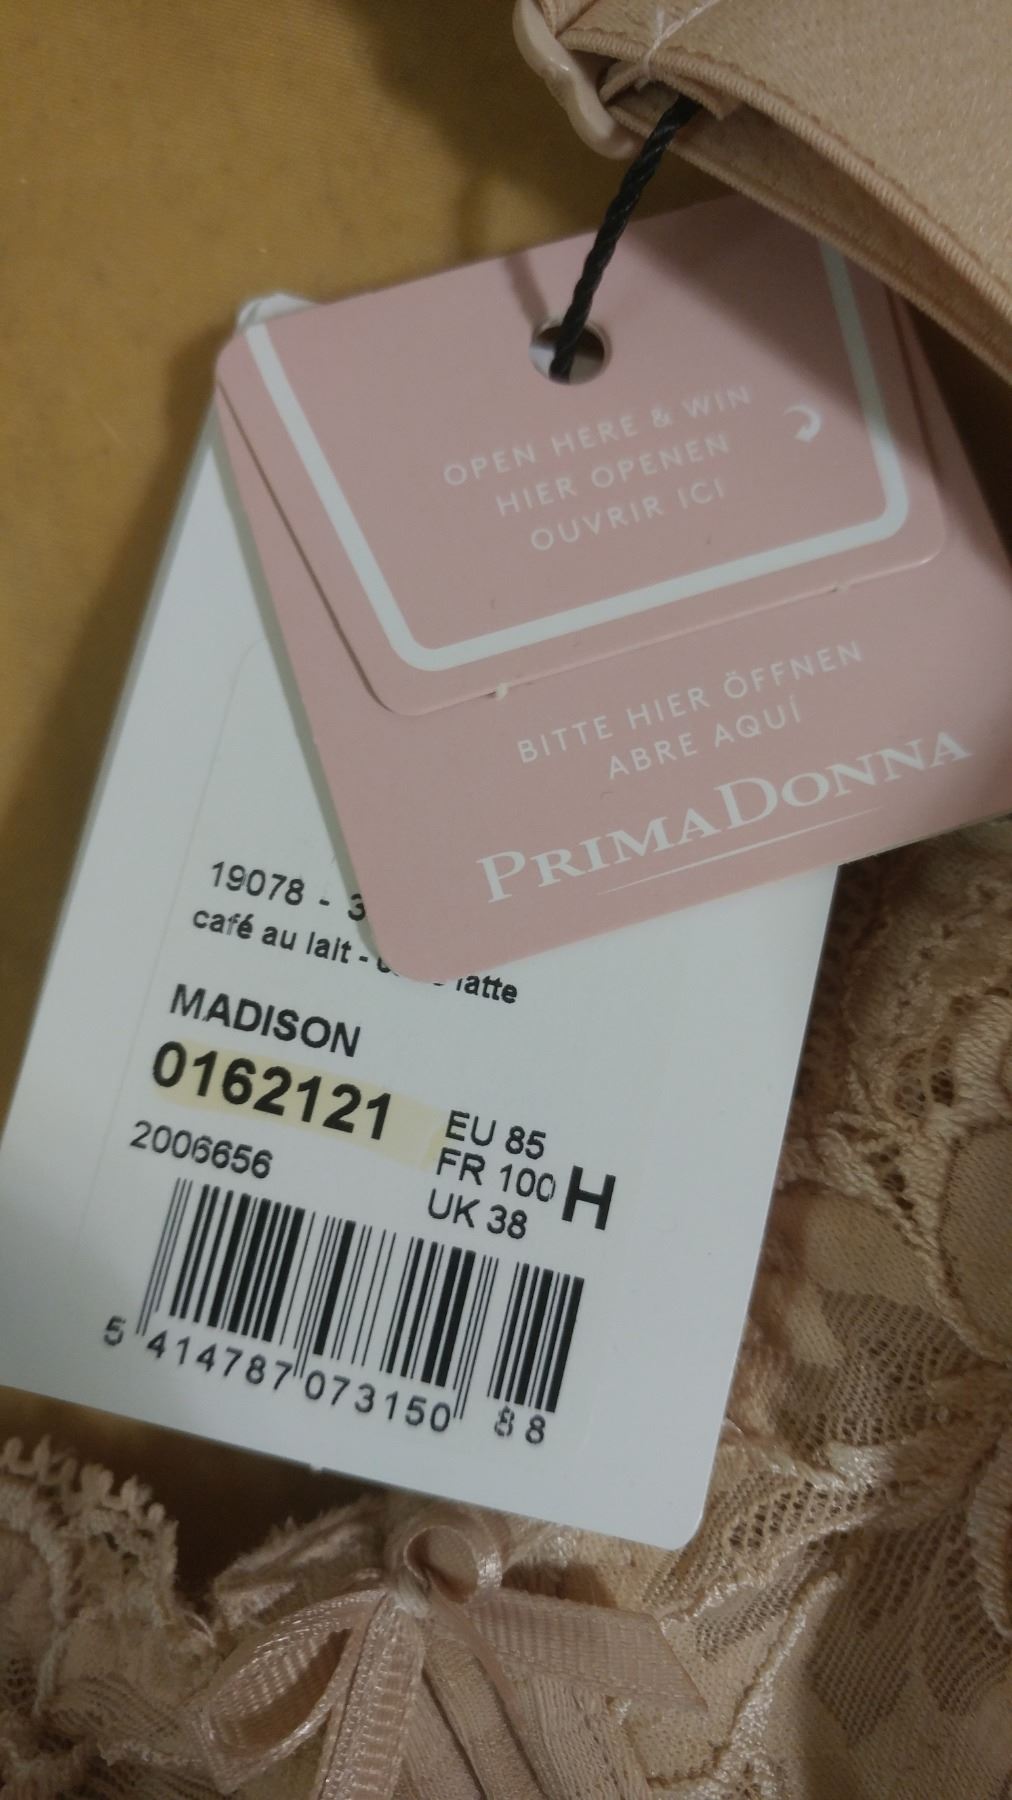 OPEN HERE & WIN
HIER OPENEN
OUVRIR ICI
BITTE HIER ÖFFNEN
ABRE AQUÍ
PRIMADONNA
19078 - 3
café au lait - latte
MADISON
0162121
2006656
EU 85
FR 100 H
UK 38
5 414787 073150 88